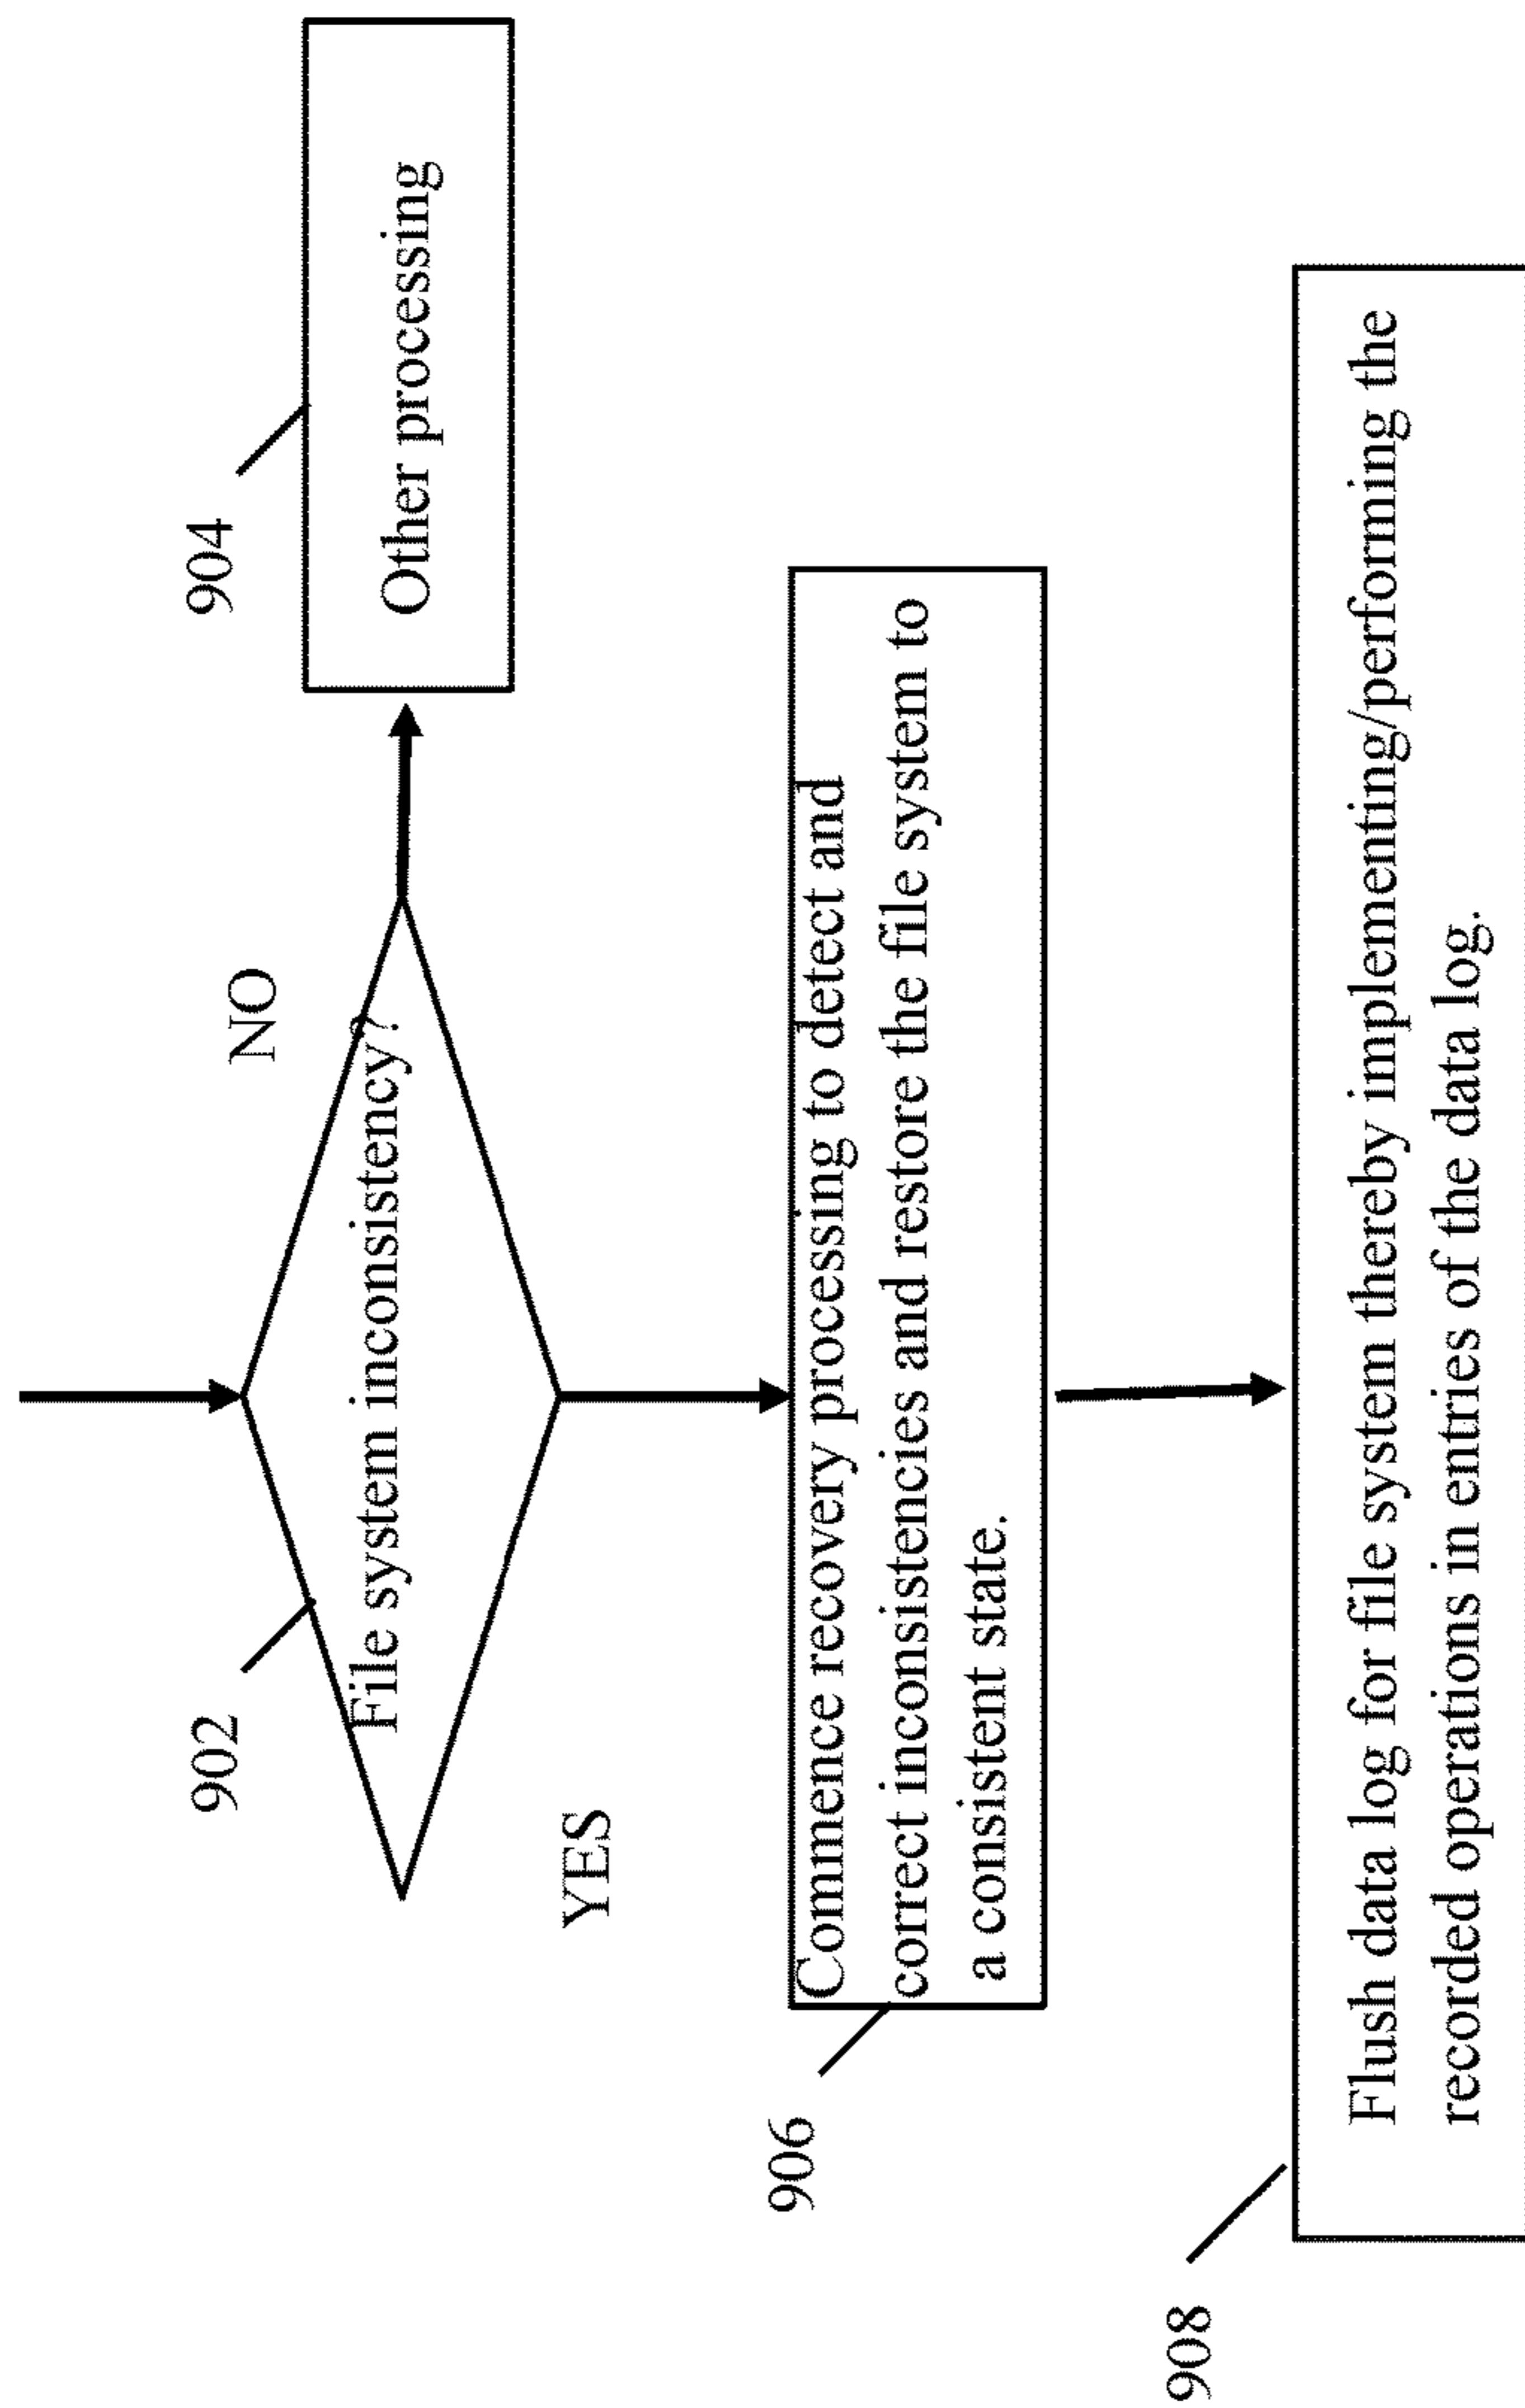 902
File system inconsistency?
NO
904
Other processing
YES
906
Commence recovery processing to detect and
correct inconsistencies and restore the file system to
a consistent state.
908
Flush data log for file system thereby implementing/performing the
recorded operations in entries of the data log.